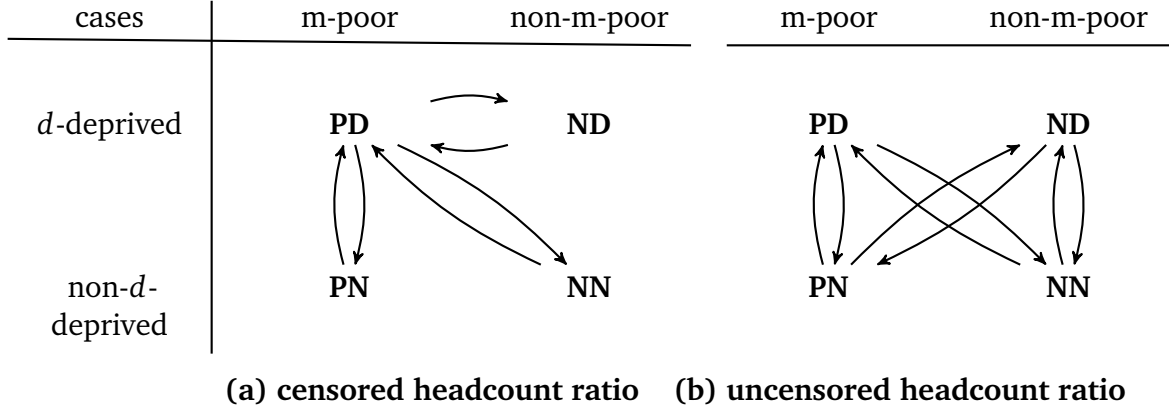 cases m-poor non-m-poor m-poor non-m-poor
d-deprived PD ND PD ND
non-d-
deprived PN NN PN NN
(a) censored headcount ratio (b) uncensored headcount ratio